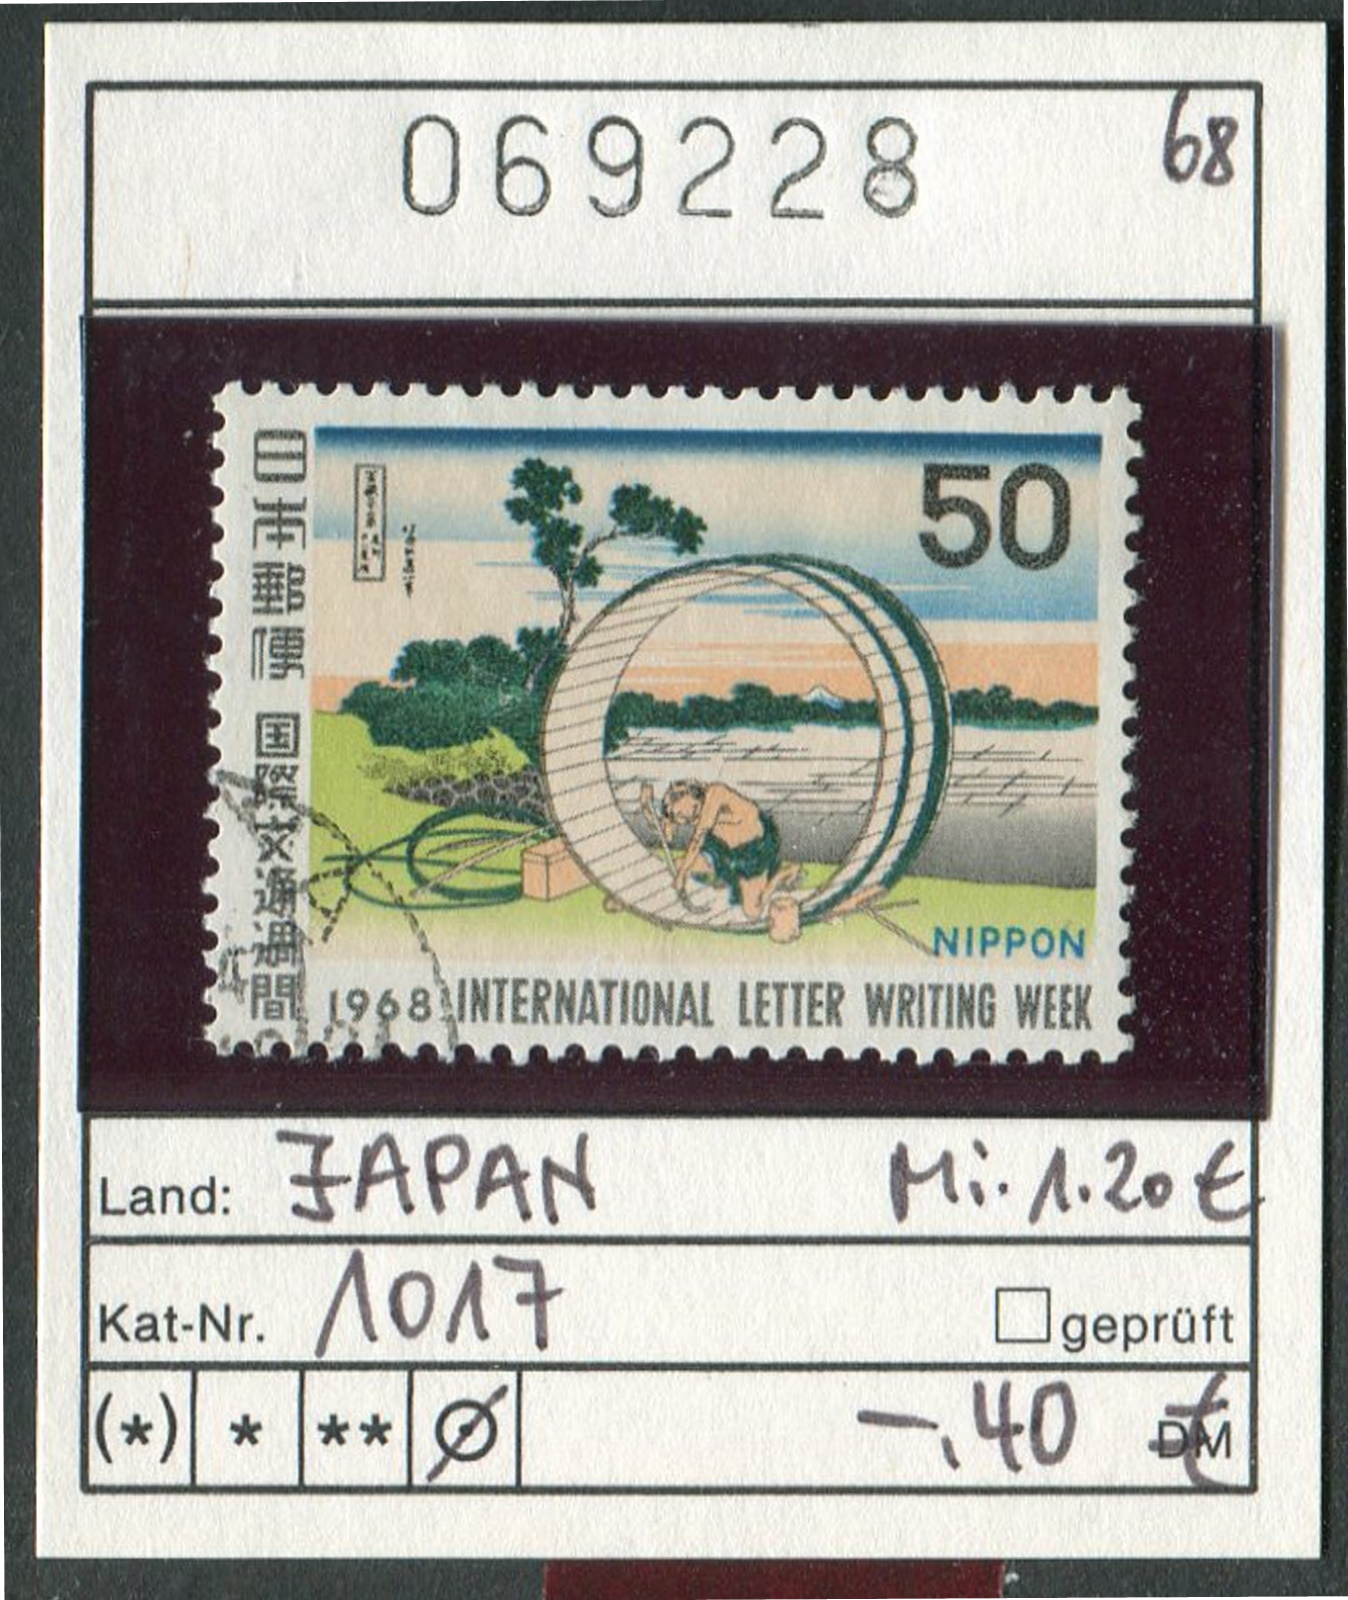 069228
68
日本郵便 国際文通週間
50
NIPPON
1968 INTERNATIONAL LETTER WRITING WEEK
Land: JAPAN Mi. 1.20 €
Kat-Nr. 1017 geprüft
(*) * ** Ø -.40 DM €